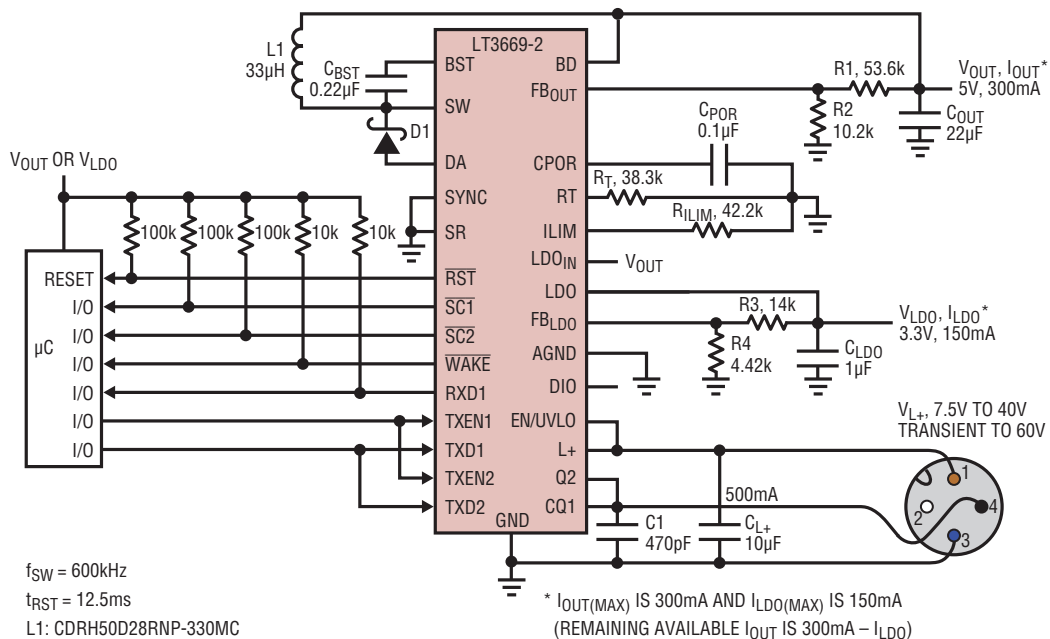 LT3669-2
L1
33µH
C_BST
0.22µF
BST
SW
D1
DA
SYNC
SR
BD
FB_OUT
R1, 53.6k
V_OUT, I_OUT*
5V, 300mA
R2
10.2k
C_OUT
22µF
C_POR
0.1µF
CPOR
R_T, 38.3k
RT
R_ILIM, 42.2k
ILIM
LDO_IN
V_OUT
LDO
R3, 14k
V_LDO, I_LDO*
3.3V, 150mA
FB_LDO
R4
4.42k
C_LDO
1µF
AGND
DIO
V_OUT OR V_LDO
100k
100k
100k
10k
10k
µC
RESET
I/O
I/O
I/O
I/O
I/O
I/O
RST
SC1
SC2
WAKE
RXD1
TXEN1
TXD1
TXEN2
TXD2
GND
EN/UVLO
L+
Q2
CQ1
500mA
C1
470pF
C_L+
10µF
V_L+, 7.5V TO 40V
TRANSIENT TO 60V
1
2
4
3
f_SW = 600kHz
t_RST = 12.5ms
L1: CDRH50D28RNP-330MC
* I_OUT(MAX) IS 300mA AND I_LDO(MAX) IS 150mA
(REMAINING AVAILABLE I_OUT IS 300mA – I_LDO)